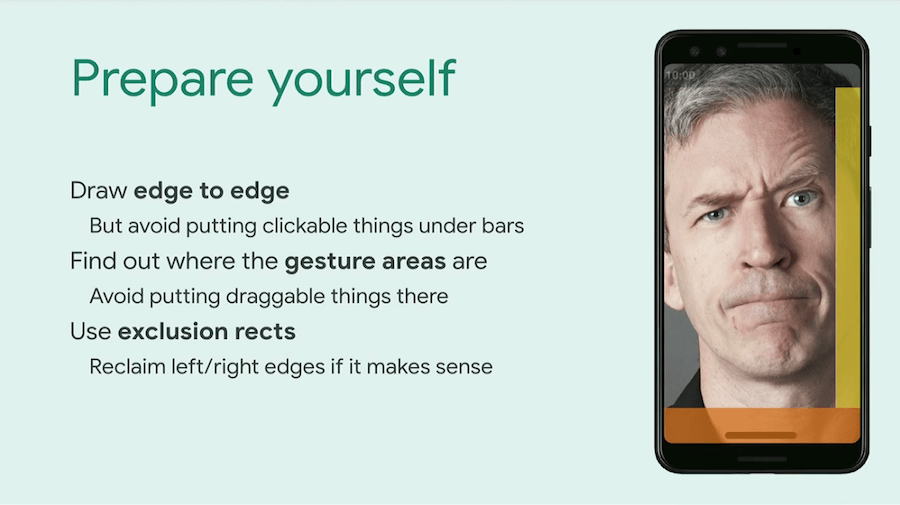 Prepare yourself
10:00
Draw edge to edge
But avoid putting clickable things under bars
Find out where the gesture areas are
Avoid putting draggable things there
Use exclusion rects
Reclaim left/right edges if it makes sense